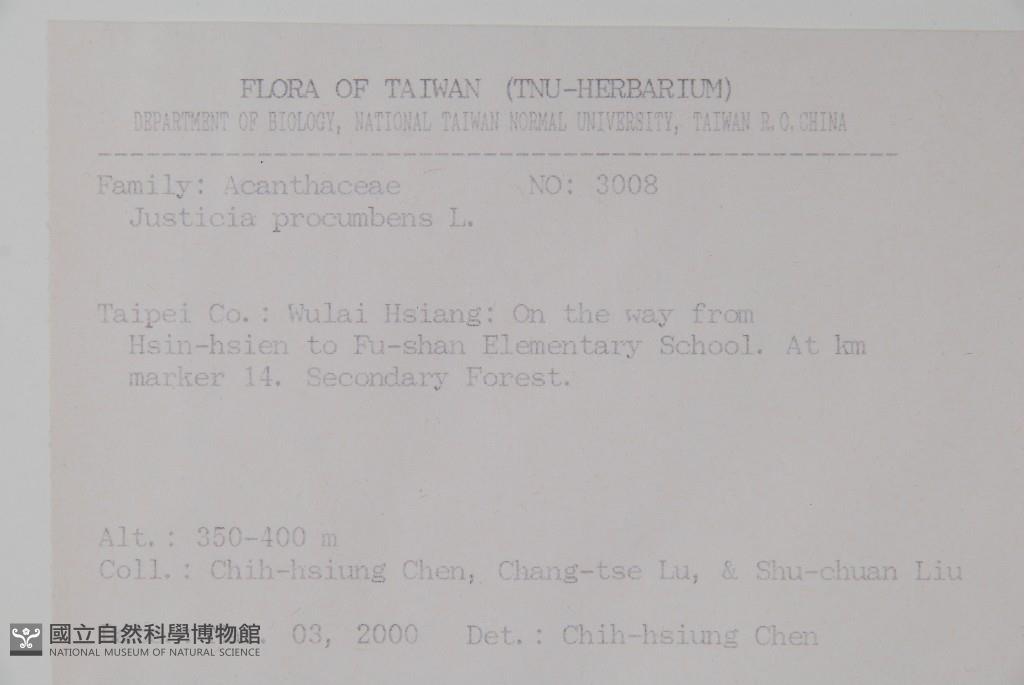 FLORA OF TAIWAN (TNU-HERBARIUM)
DEPARTMENT OF BIOLOGY, NATIONAL TAIWAN NORMAL UNIVERSITY, TAIWAN R.O.CHINA
Family: Acanthaceae NO: 3008
Justicia procumbens L.
Taipei Co.: Wulai Hsiang: On the way from
Hsin-hsien to Fu-shan Elementary School. At km
marker 14. Secondary Forest.
Alt.: 350-400 m
Coll.: Chih-hsiung Chen, Chang-tse Lu, & Shu-chuan Liu
03, 2000 Det.: Chih-hsiung Chen
國立自然科學博物館
NATIONAL MUSEUM OF NATURAL SCIENCE